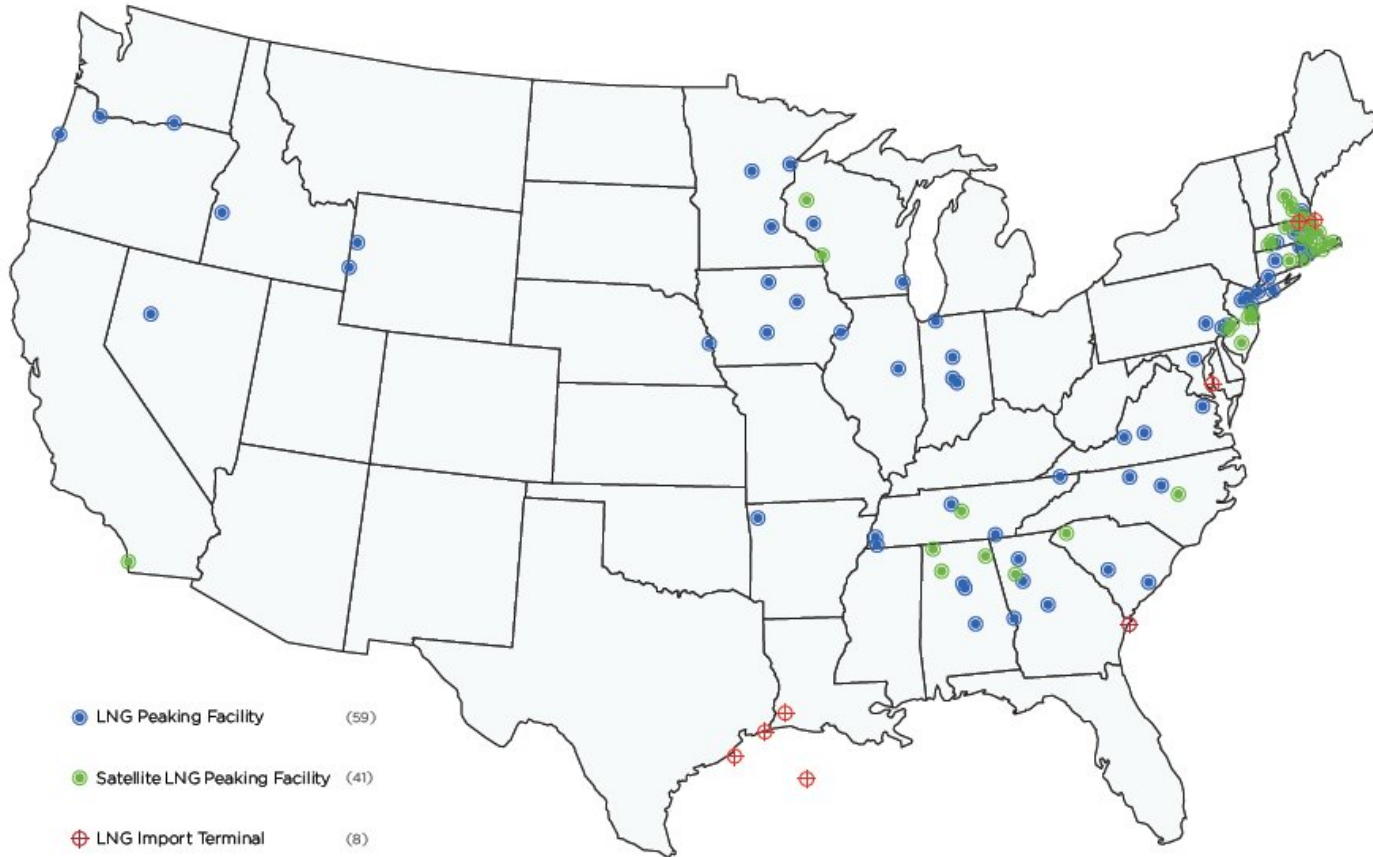 LNG Peaking Facility (59)
Satellite LNG Peaking Facility (41)
LNG Import Terminal (8)